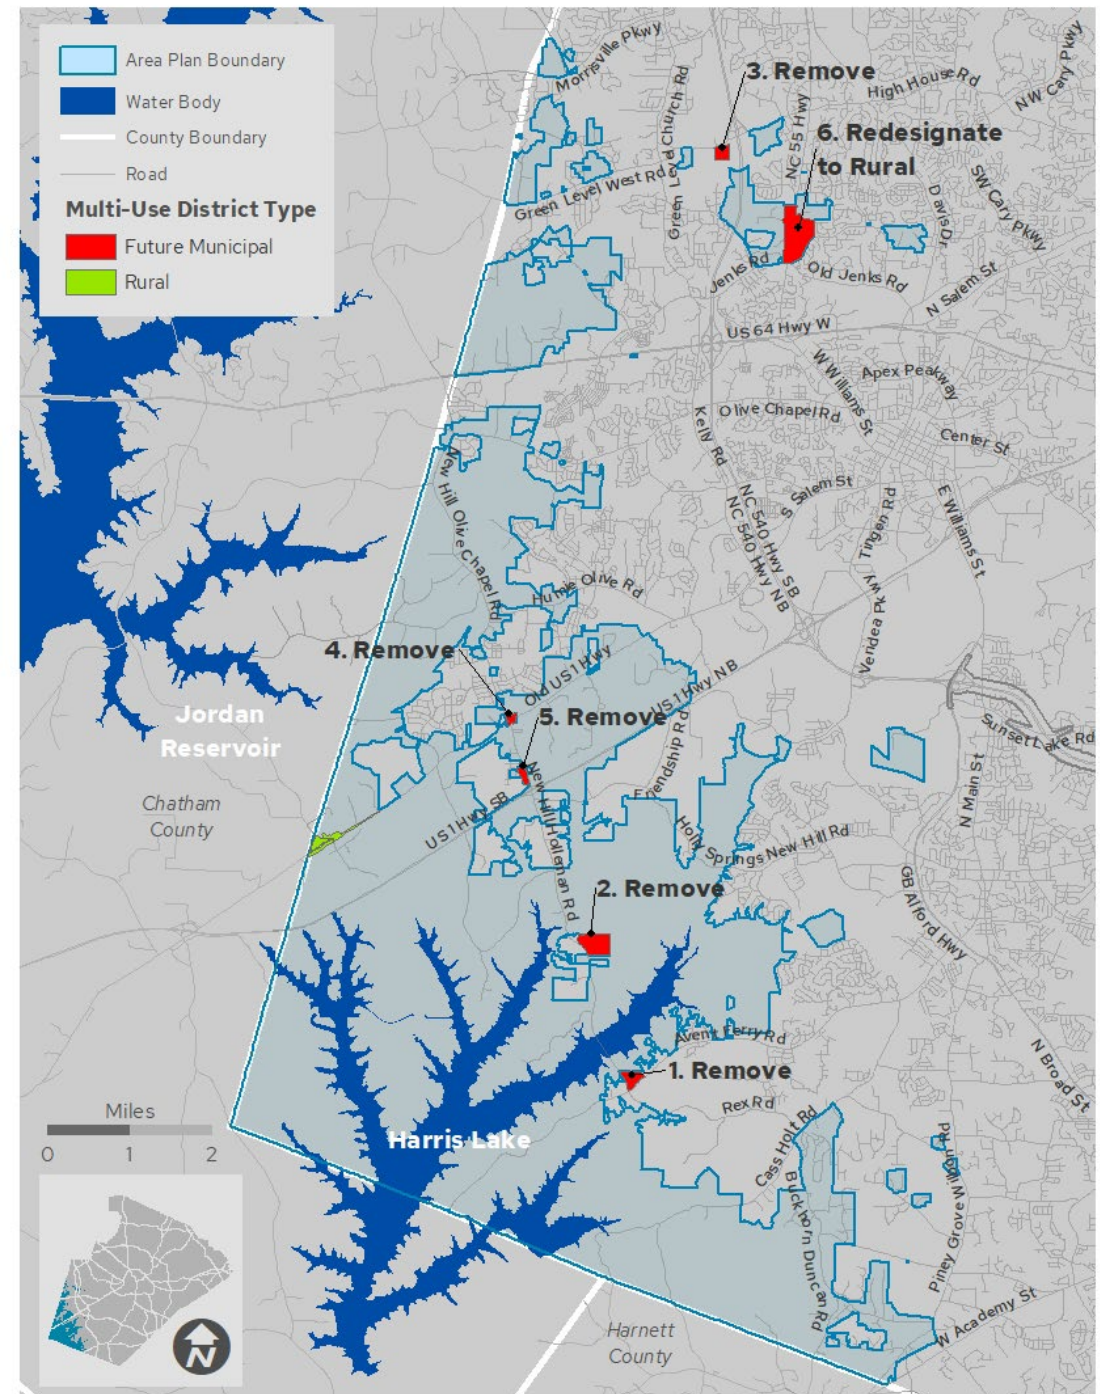 Area Plan Boundary
Water Body
County Boundary
Road
Multi-Use District Type
Future Municipal
Rural
Morrisville Pkwy
3. Remove
High House Rd
NW Cary Pkwy
Green Level Church Rd
NC 55 Hwy
6. Redesignate
to Rural
Green Level West Rd
Davis Dr
SW Cary Pkwy
Jenks Rd
Old Jenks Rd
N Salem St
US 64 Hwy W
W Williams St
Apex Peakway
Olive Chapel Rd
Kelly Rd
Center St
New Hill Olive Chapel Rd
S Salem St
NC 540 Hwy SB
NC 540 Hwy NB
Tingen Rd
E Williams St
Humie Olive Rd
Veridea Pkwy
4. Remove
Old US 1 Hwy
US 1 Hwy NB
5. Remove
Jordan
Reservoir
Friendship Rd
Sunset Lake Rd
Chatham
County
New Hill Holleman Rd
US 1 Hwy SB
N Main St
Holly Springs New Hill Rd
2. Remove
GB Alford Hwy
Avent Ferry Rd
1. Remove
N Broad St
Rex Rd
Miles
0 1 2
Harris Lake
Cass Holt Rd
Buckhorn Duncan Rd
Piney Grove Wilbon Rd
W Academy St
Harnett
County
N